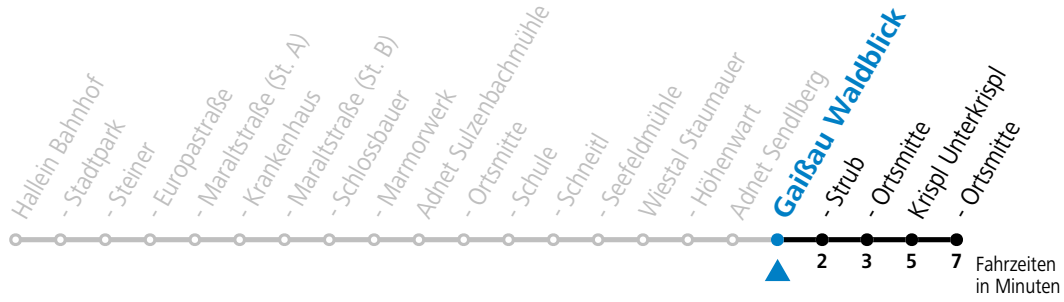 Hallein Bahnhof
- Stadtpark
- Steiner
- Europastraße
- Maraltstraße (St. A)
- Krankenhaus
- Maraltstraße (St. B)
- Schlossbauer
- Marmorwerk
Adnet Sulzenbachmühle
- Ortsmitte
- Schule
- Schneitl
- Seefeldmühle
Wiestal Staumauer
- Höhenwart
Adnet Sendlberg
Gaißau Waldblick
- Strub
- Ortsmitte
Krispl Unterkrispl
- Ortsmitte
2 3 5 7 Fahrzeiten
in Minuten